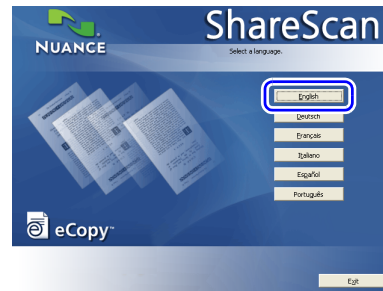 NUANCE
ShareScan
Select a language.
English
Deutsch
Français
Italiano
Español
Português
eCopy™
Exit